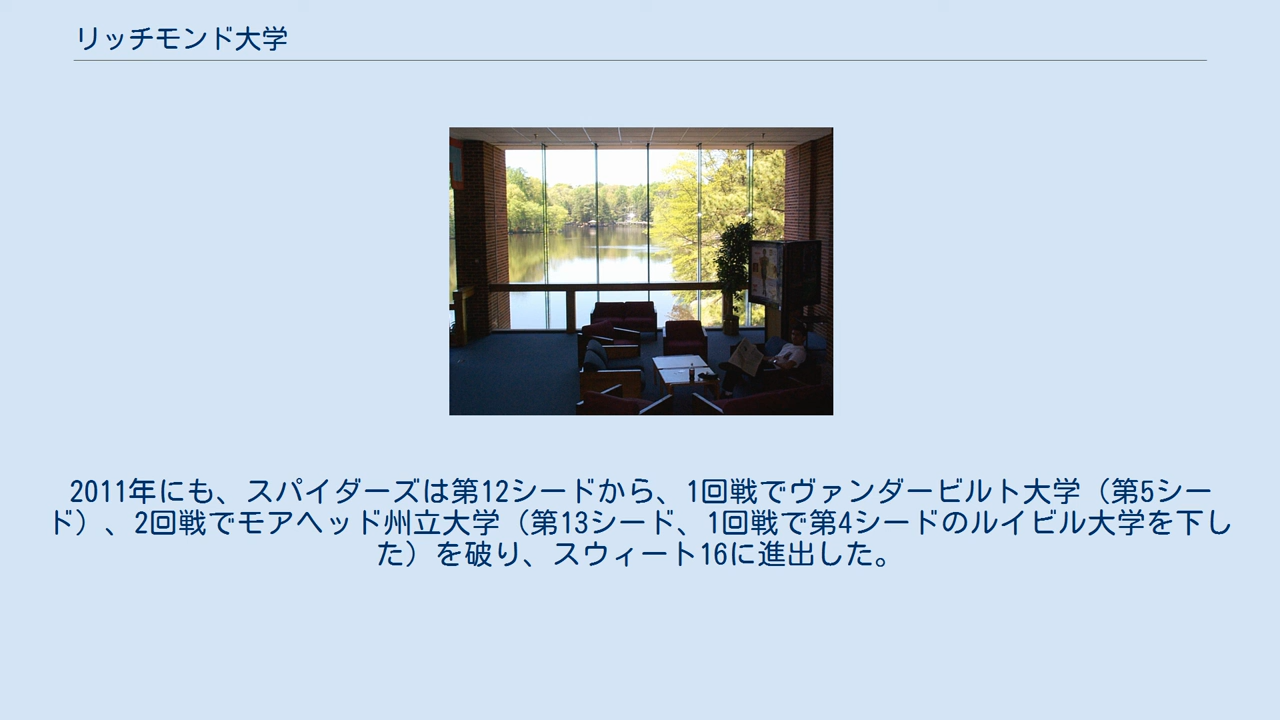 リッチモンド大学
2011年にも、スパイダーズは第12シードから、1回戦でヴァンダービルト大学（第5シー
ド）、2回戦でモアヘッド州立大学（第13シード、1回戦で第4シードのルイビル大学を下し
た）を破り、スウィート16に進出した。